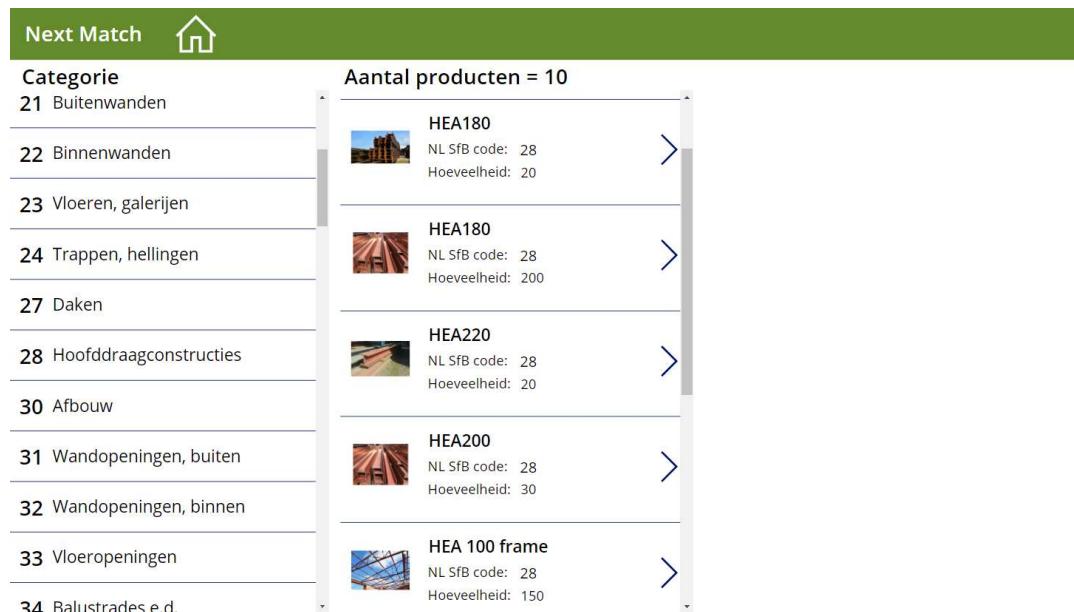 Next Match
Categorie
21 Buitenwanden
22 Binnenwanden
23 Vloeren, galerijen
24 Trappen, hellingen
27 Daken
28 Hoofddraagconstructies
30 Afbouw
31 Wandopeningen, buiten
32 Wandopeningen, binnen
33 Vloeropeningen
34 Balustrades e.d.
Aantal producten = 10
HEA180
NL SfB code: 28
Hoeveelheid: 20
HEA180
NL SfB code: 28
Hoeveelheid: 200
HEA220
NL SfB code: 28
Hoeveelheid: 20
HEA200
NL SfB code: 28
Hoeveelheid: 30
HEA 100 frame
NL SfB code: 28
Hoeveelheid: 150